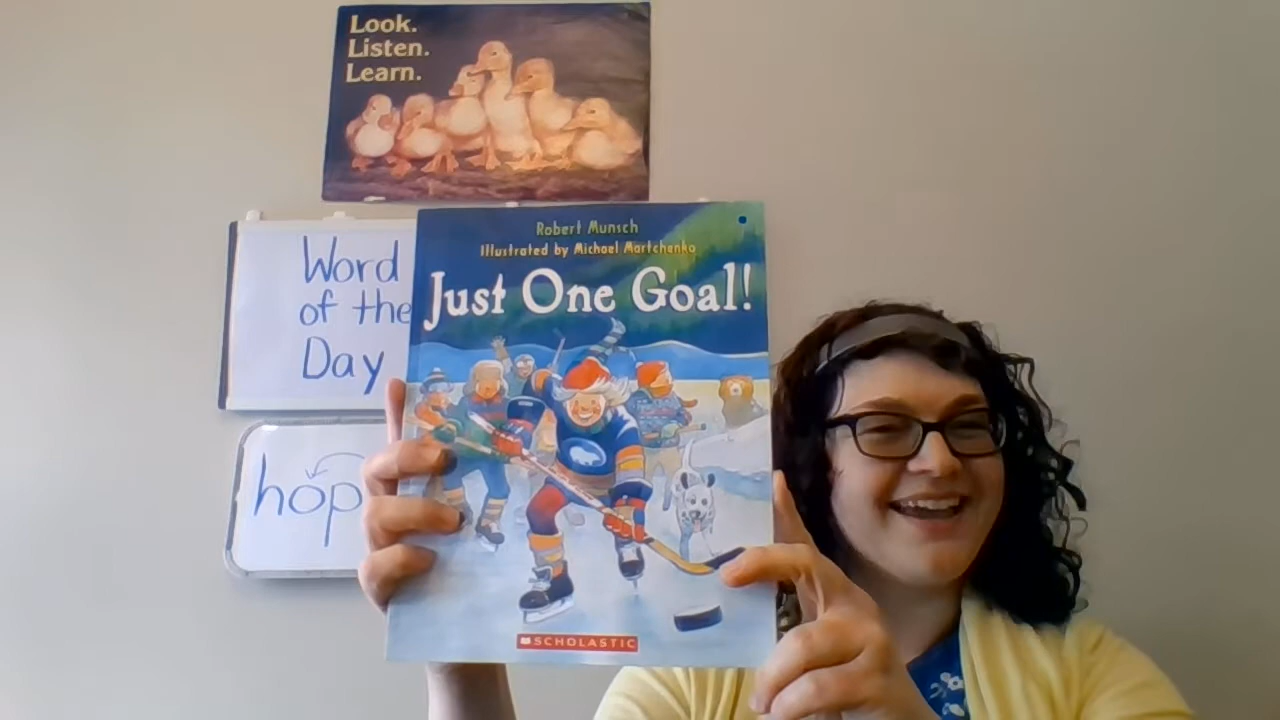 Look.
Listen.
Learn.
Robert Munsch
Illustrated by Michael Martchenko
Just One Goal!
Word
of the
Day
hop
SCHOLASTIC